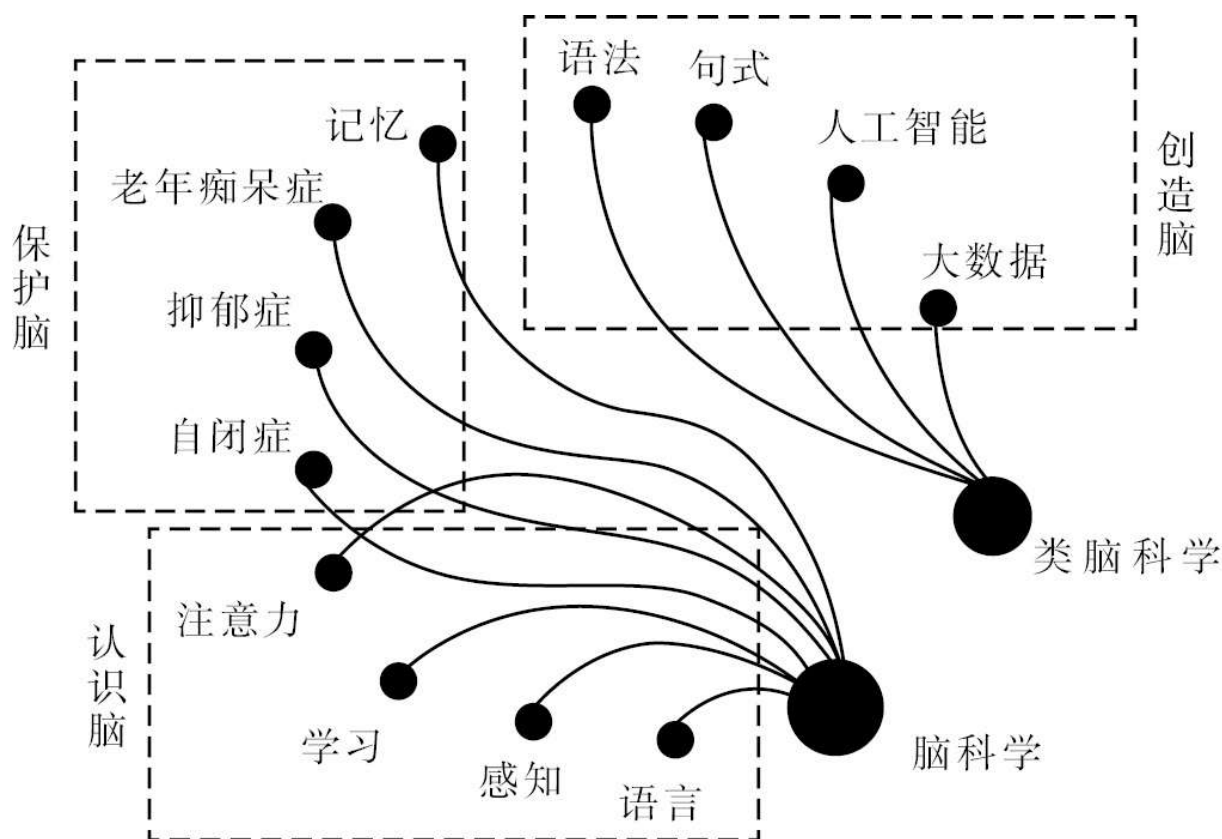 语法
句式
人工智能
大数据
创造脑
记忆
老年痴呆症
抑郁症
自闭症
保护脑
类脑科学
注意力
学习
感知
语言
认识脑
脑科学